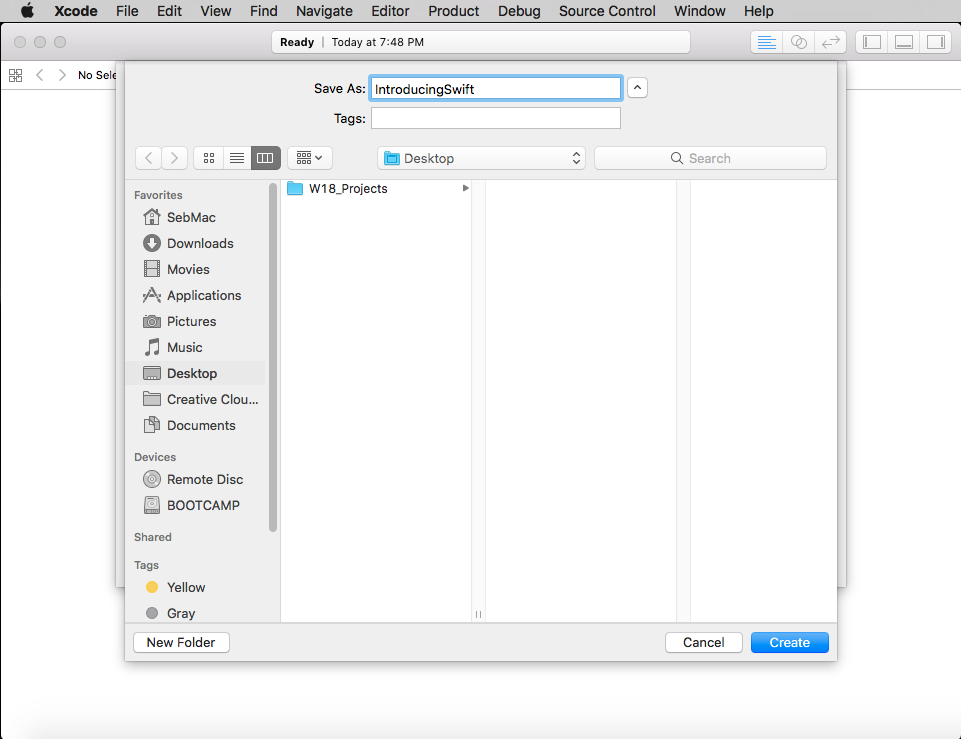 Xcode File Edit View Find Navigate Editor Product Debug Source Control Window Help
Ready | Today at 7:48 PM
No Sele
Save As: IntroducingSwift
Tags:
Desktop
Search
Favorites
SebMac
Downloads
Movies
Applications
Pictures
Music
Desktop
Creative Clou...
Documents
Devices
Remote Disc
BOOTCAMP
Shared
Tags
Yellow
Gray
W18_Projects
New Folder
Cancel
Create